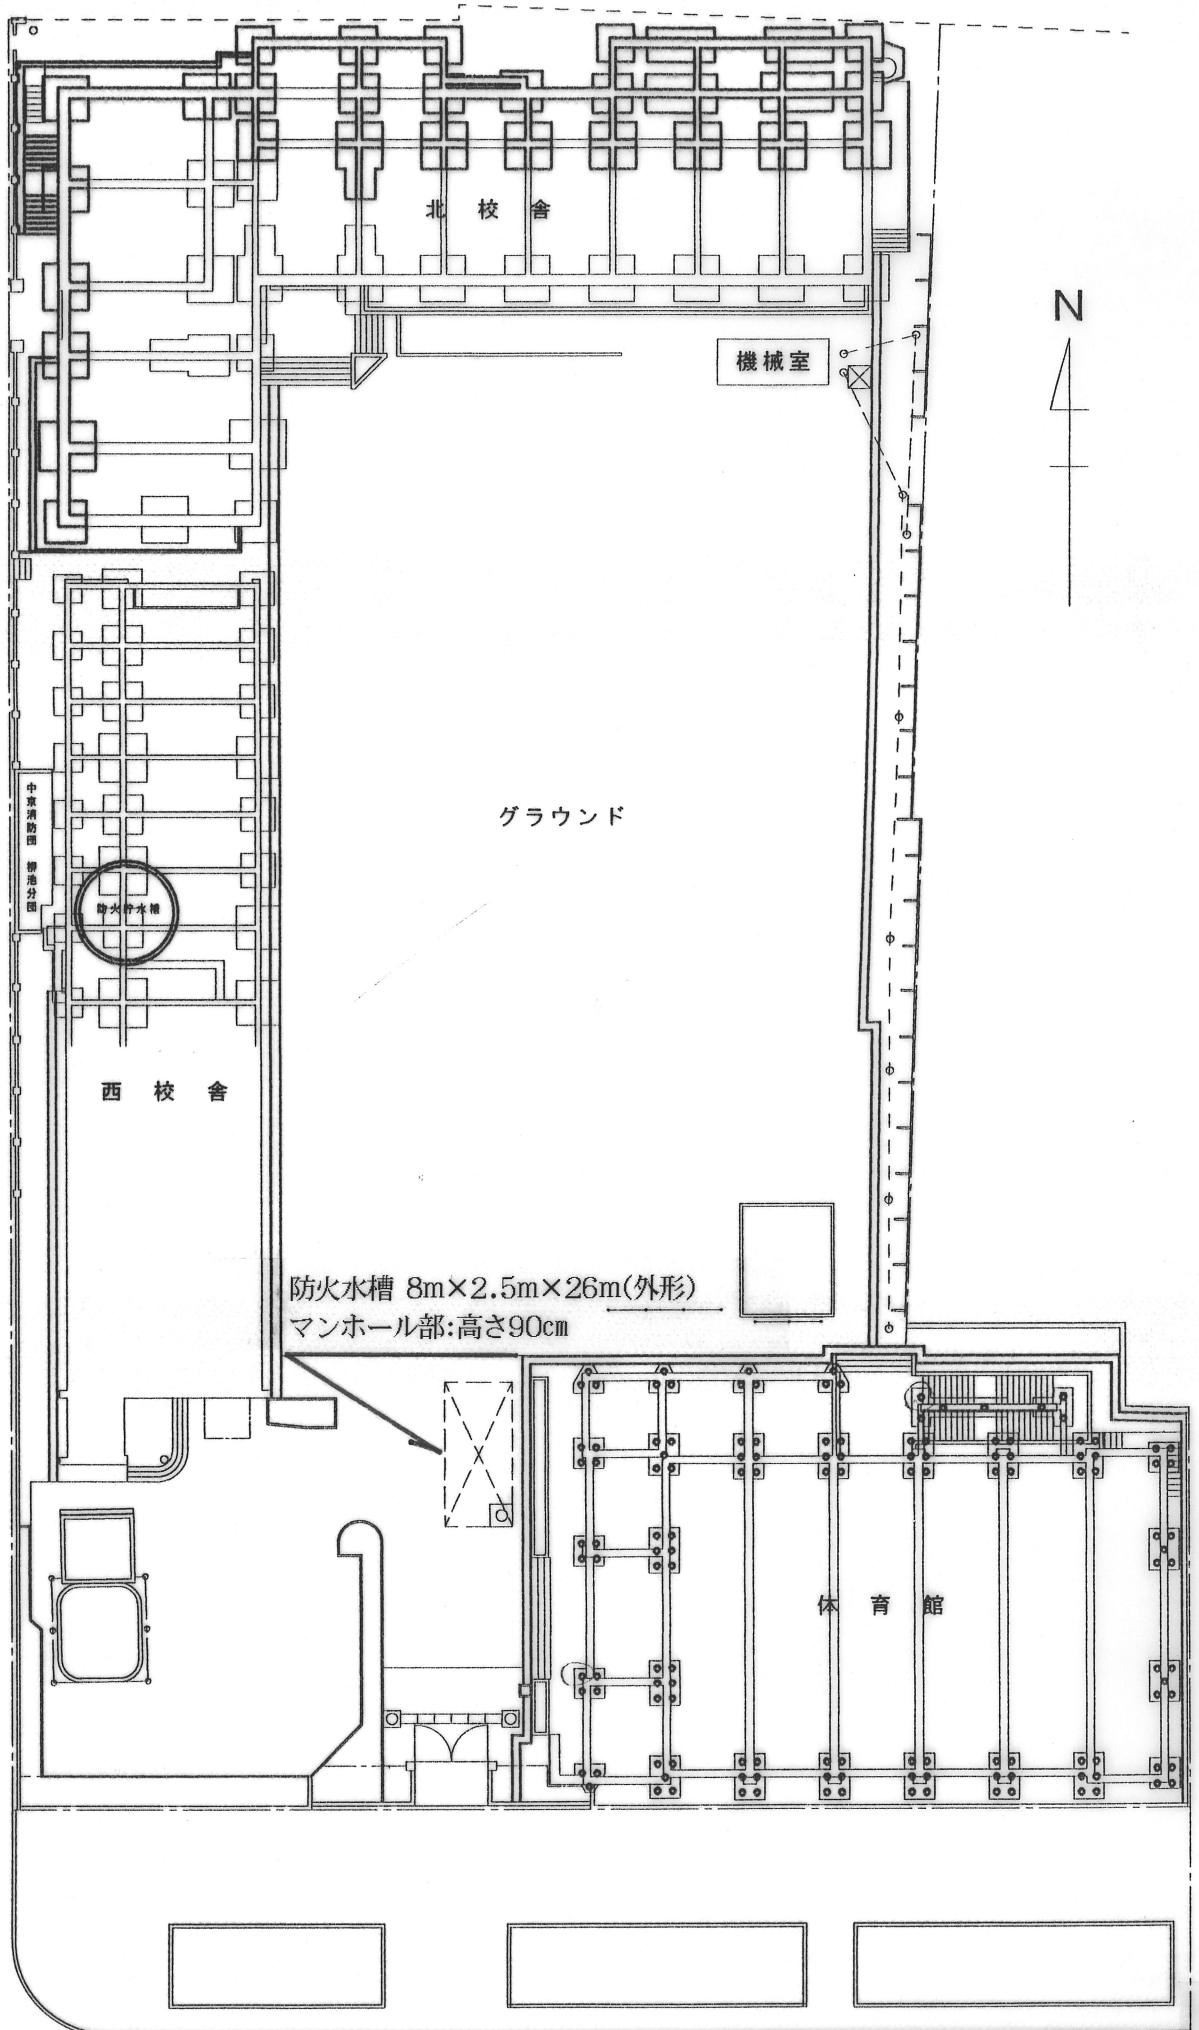 北 校 舎
N
機械室
グラウンド
中京消防団 柳池分団
防火貯水槽
西 校 舎
防火水槽 8m×2.5m×26m(外形)
マンホール部:高さ90cm
体 育 館